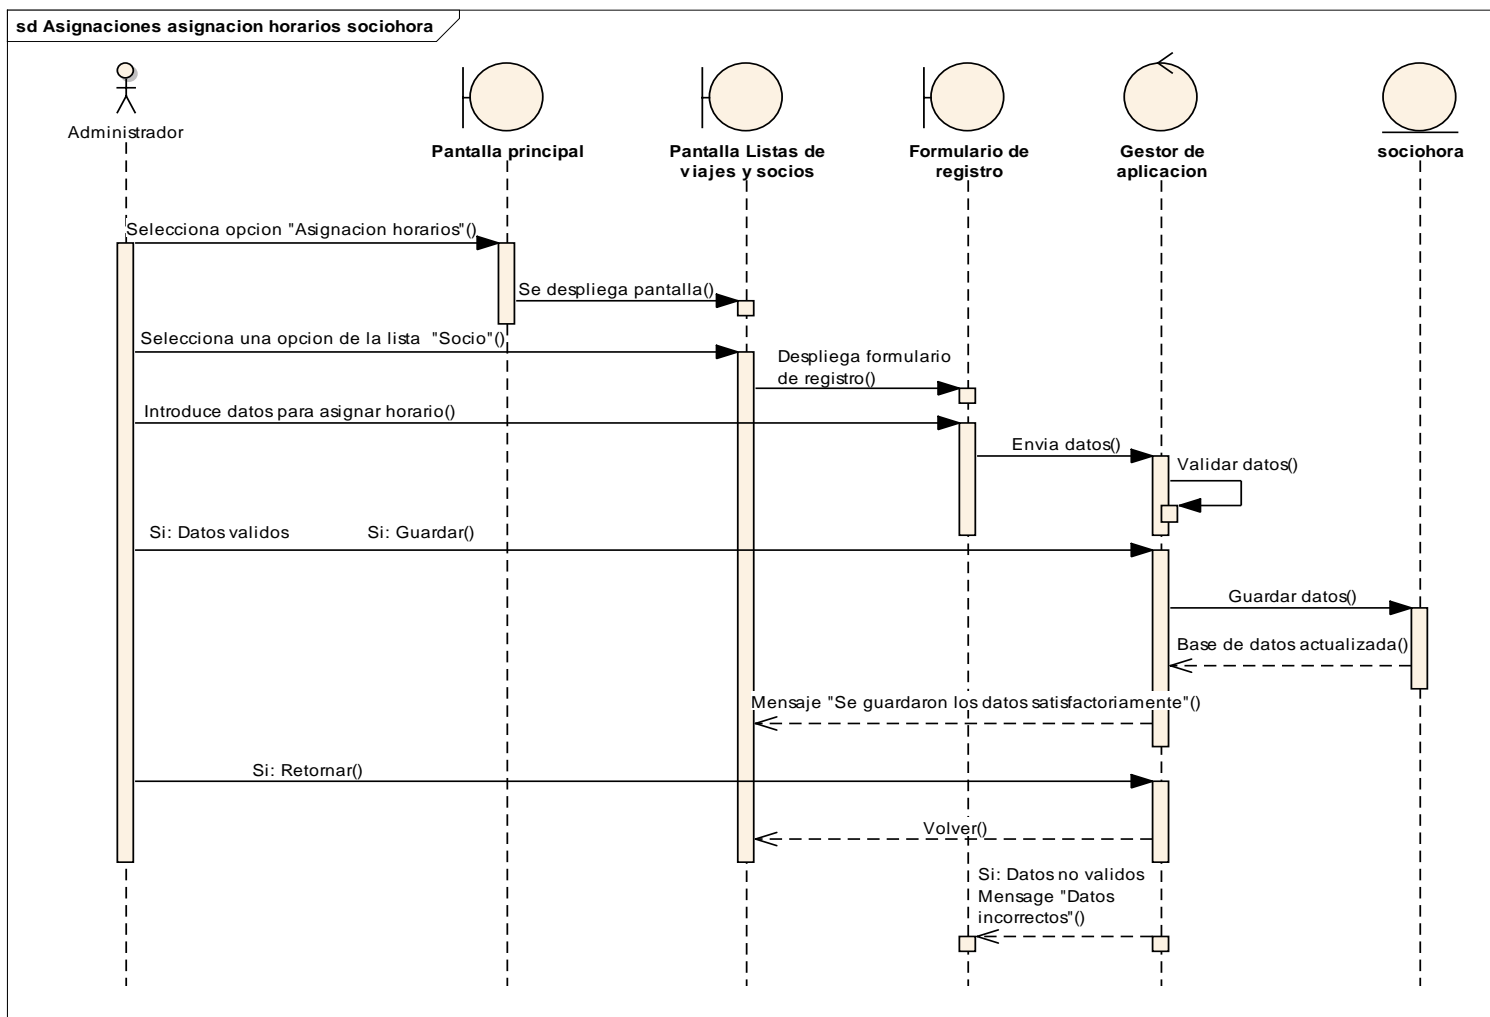 sd Asignaciones asignacion horarios sociohora
Administrador
Pantalla principal
Pantalla Listas de
viajes y socios
Formulario de
registro
Gestor de
aplicacion
sociohora
Selecciona opcion "Asignacion horarios"()
Se despliega pantalla()
Selecciona una opcion de la lista "Socio"()
Despliega formulario
de registro()
Introduce datos para asignar horario()
Envia datos()
Validar datos()
Si: Datos validos Si: Guardar()
Guardar datos()
Base de datos actualizada()
Mensaje "Se guardaron los datos satisfactoriamente"()
Si: Retornar()
Volver()
Si: Datos no validos
Mensage "Datos
incorrectos"()